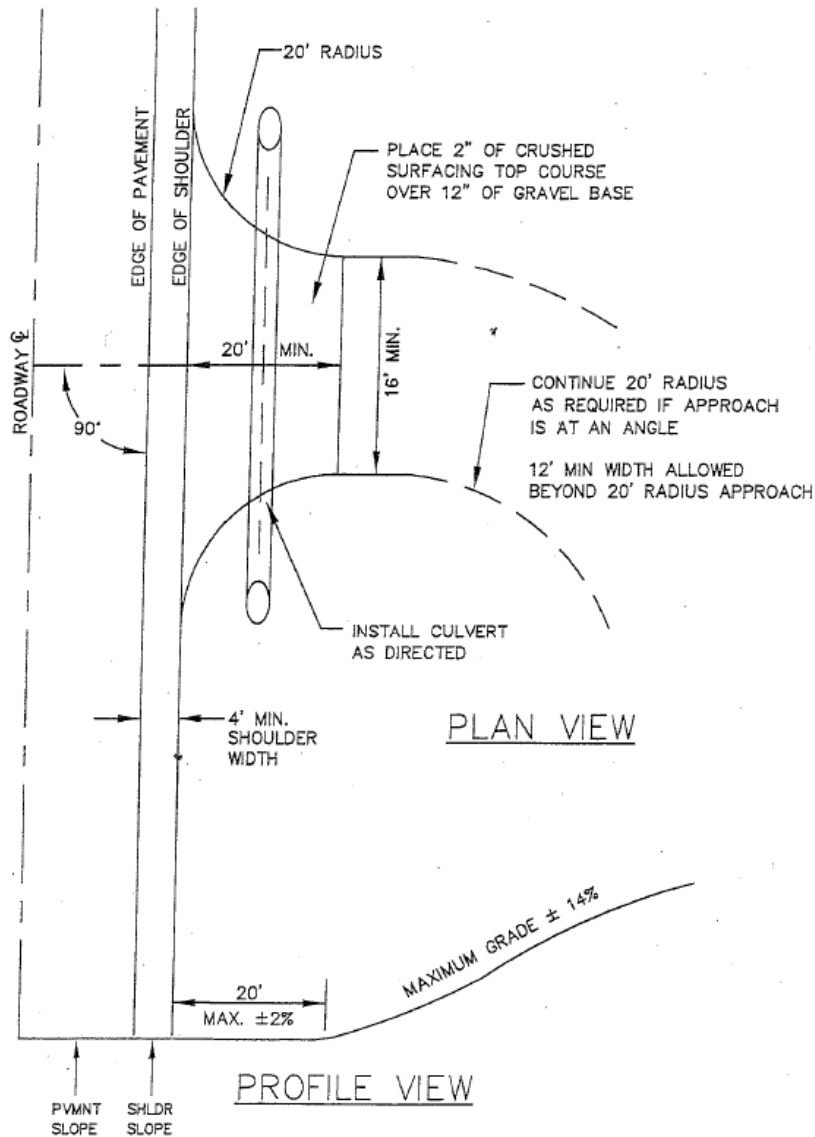 20' RADIUS
EDGE OF PAVEMENT
EDGE OF SHOULDER
PLACE 2" OF CRUSHED
SURFACING TOP COURSE
OVER 12" OF GRAVEL BASE
ROADWAY ℄
20' MIN.
16' MIN.
90°
CONTINUE 20' RADIUS
AS REQUIRED IF APPROACH
IS AT AN ANGLE
12' MIN WIDTH ALLOWED
BEYOND 20' RADIUS APPROACH
INSTALL CULVERT
AS DIRECTED
4' MIN.
SHOULDER
WIDTH
PLAN VIEW
MAXIMUM GRADE ± 14%
20'
MAX. ±2%
PROFILE VIEW
PVMNT
SLOPE
SHLDR
SLOPE